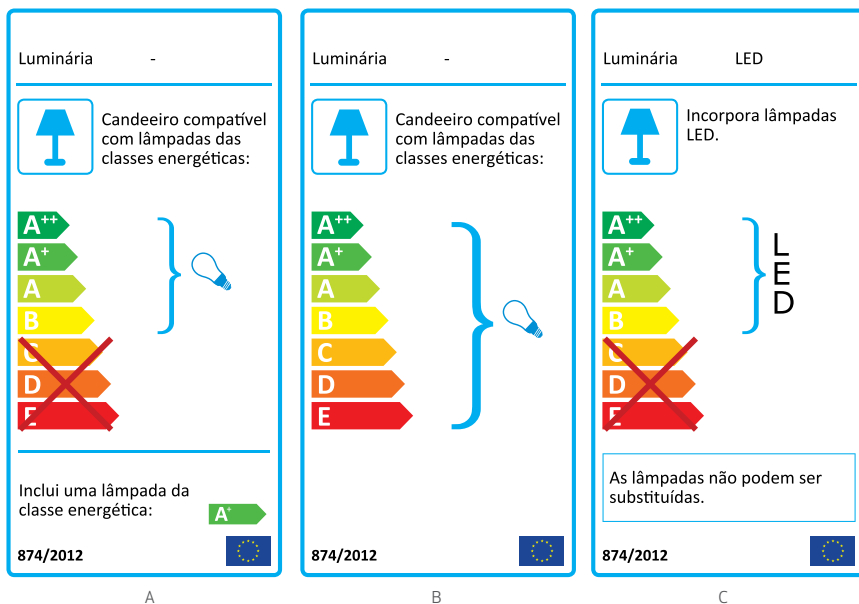 Luminária -
Candeeiro compatível
com lâmpadas das
classes energéticas:
A++
A+
A
B
C
D
E
Inclui uma lâmpada da
classe energética:
A+
874/2012
A
Luminária -
Candeeiro compatível
com lâmpadas das
classes energéticas:
A++
A+
A
B
C
D
E
874/2012
B
Luminária LED
Incorpora lâmpadas
LED.
A++
A+
A
B
C
D
E
LED
As lâmpadas não podem ser
substituídas.
874/2012
C